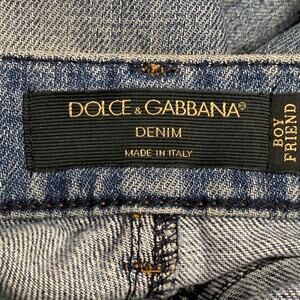 DOLCE & GABBANA®
DENIM
MADE IN ITALY
BOY
FRIEND